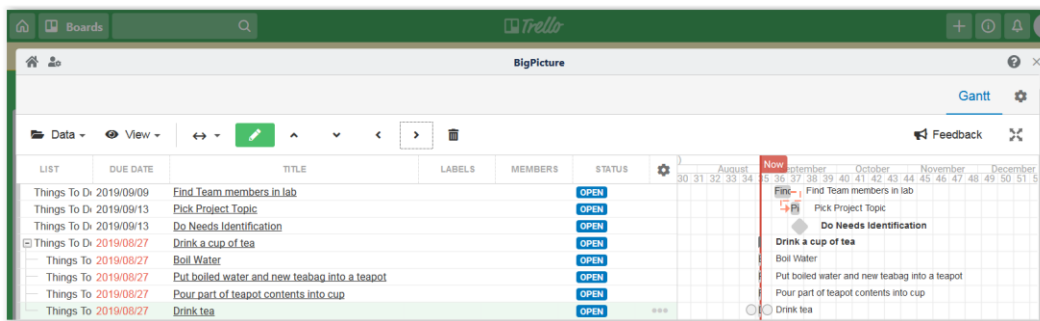 Boards
Trello
BigPicture
Gantt
Data View Feedback
LIST DUE DATE TITLE LABELS MEMBERS STATUS
August September October November December
Now
30 31 32 33 34 35 36 37 38 39 40 41 42 43 44 45 46 47 48 49 50 51 5
Things To D 2019/09/09 Find Team members in lab OPEN Find Team members in lab
Things To D 2019/09/13 Pick Project Topic OPEN Pi Pick Project Topic
Things To D 2019/09/13 Do Needs Identification OPEN Do Needs Identification
Things To D 2019/08/27 Drink a cup of tea OPEN Drink a cup of tea
Things To 2019/08/27 Boil Water OPEN Boil Water
Things To 2019/08/27 Put boiled water and new teabag into a teapot OPEN Put boiled water and new teabag into a teapot
Things To 2019/08/27 Pour part of teapot contents into cup OPEN Pour part of teapot contents into cup
Things To 2019/08/27 Drink tea OPEN Drink tea